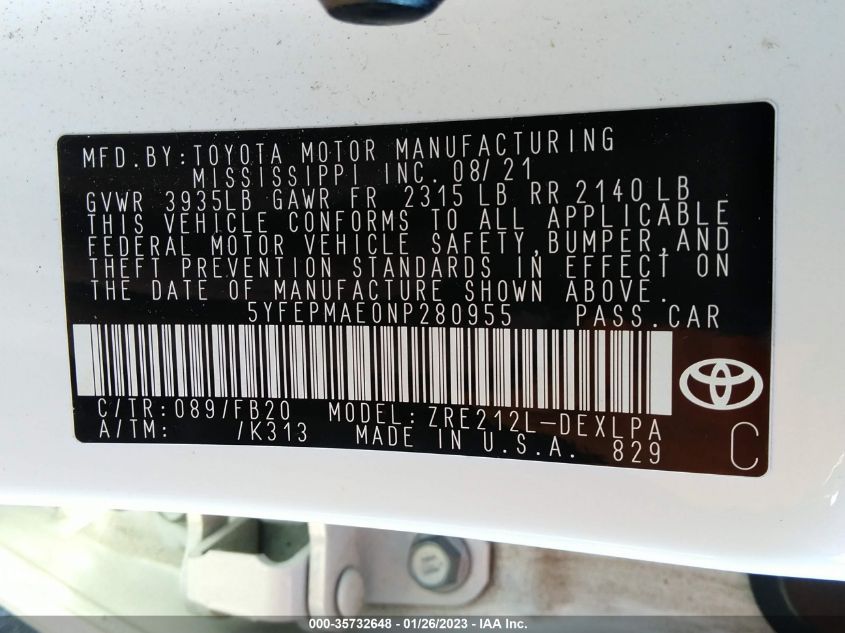 MFD.BY:TOYOTA MOTOR MANUFACTURING
MISSISSIPPI INC. 08/21
GVWR 3935LB GAWR FR 2315 LB RR 2140 LB
THIS VEHICLE CONFORMS TO ALL APPLICABLE
FEDERAL MOTOR VEHICLE SAFETY,BUMPER,AND
THEFT PREVENTION STANDARDS IN EFFECT ON
THE DATE OF MANUFACTURE SHOWN ABOVE.
5YFEPMAE0NP280955 PASS.CAR
C/TR:089/FB20 MODEL:ZRE212L-DEXLPA
A/TM: /K313 MADE IN U.S.A. 829 C
000-35732648 - 01/26/2023 - IAA Inc.